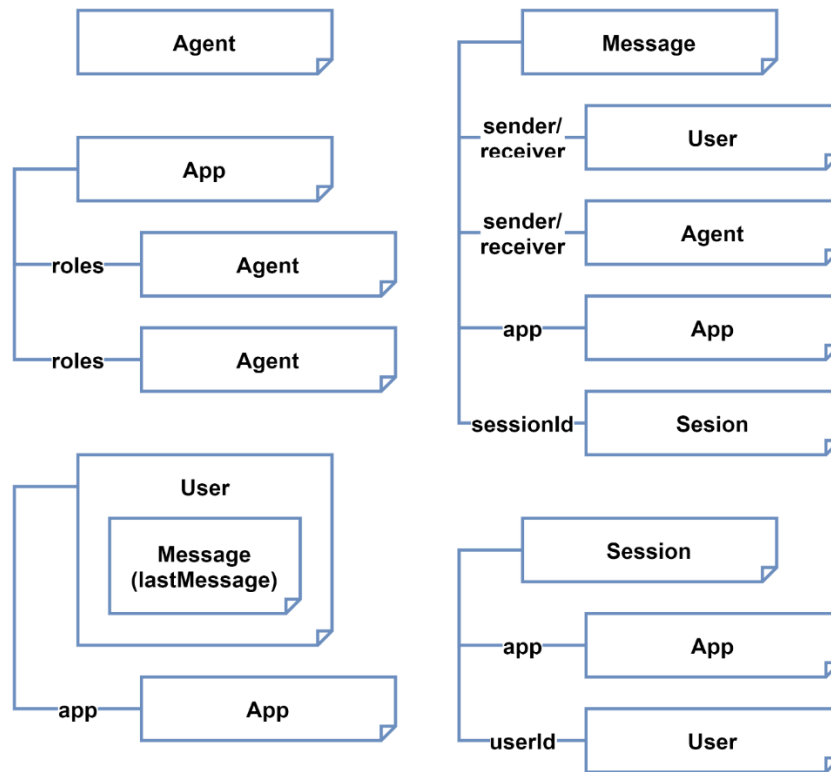 Agent
App
roles
Agent
roles
Agent
User
Message
(lastMessage)
app
App
Message
sender/
receiver
User
sender/
receiver
Agent
app
App
sessionId
Sesion
Session
app
App
userId
User